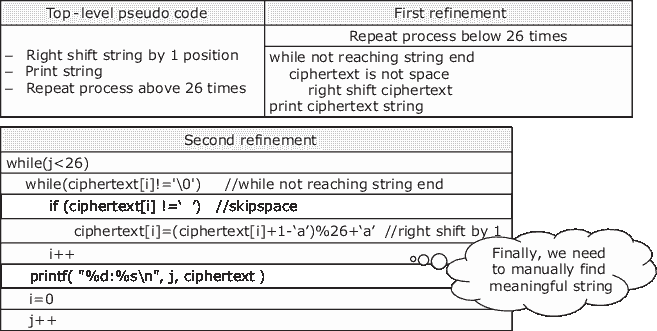 Top-level pseudo code
– Right shift string by 1 position
– Print string
– Repeat process above 26 times
First refinement
Repeat process below 26 times
while not reaching string end
ciphertext is not space
right shift ciphertext
print ciphertext string
Second refinement
while(j<26)
while(ciphertext[i]!='\0') //while not reaching string end
if (ciphertext[i] !=‘ ’) //skipspace
ciphertext[i]=(ciphertext[i]+1-‘a’)%26+‘a’ //right shift by 1
i++
printf( "%d:%s\n", j, ciphertext )
i=0
j++
Finally, we need
to manually find
meaningful string